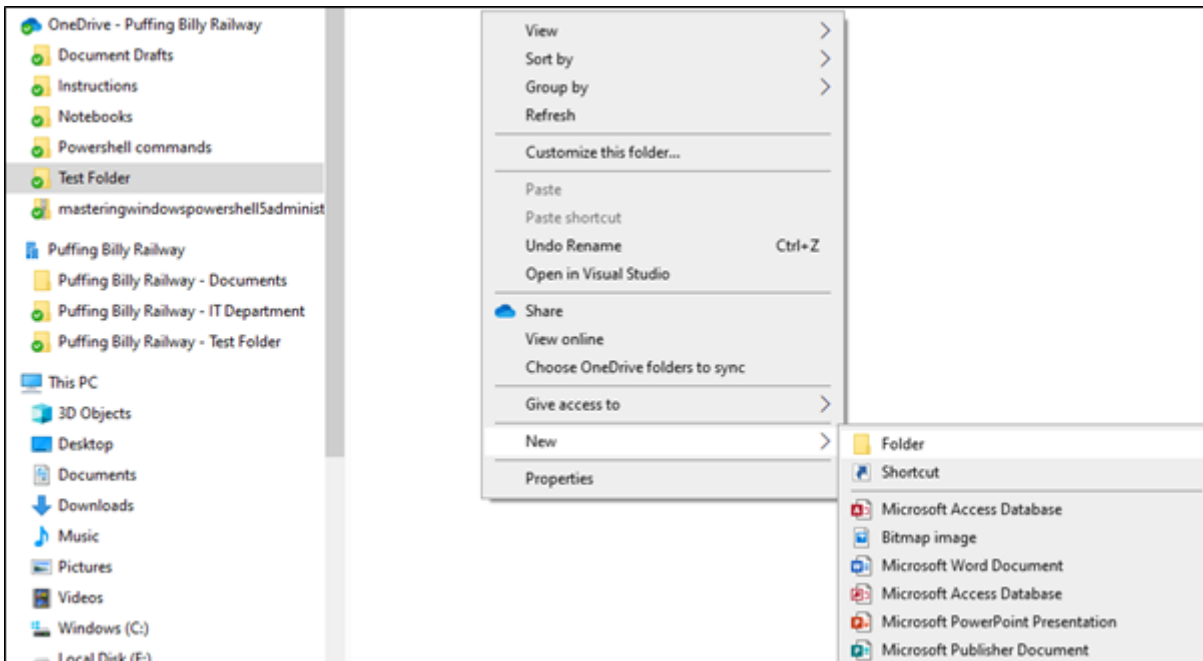 OneDrive - Puffing Billy Railway
Document Drafts
Instructions
Notebooks
Powershell commands
Test Folder
masteringwindowspowershell5administ
Puffing Billy Railway
Puffing Billy Railway - Documents
Puffing Billy Railway - IT Department
Puffing Billy Railway - Test Folder
This PC
3D Objects
Desktop
Documents
Downloads
Music
Pictures
Videos
Windows (C:)
Local Disk (E:)
View
Sort by
Group by
Refresh
Customize this folder...
Paste
Paste shortcut
Undo Rename Ctrl+Z
Open in Visual Studio
Share
View online
Choose OneDrive folders to sync
Give access to
New
Properties
Folder
Shortcut
Microsoft Access Database
Bitmap image
Microsoft Word Document
Microsoft Access Database
Microsoft PowerPoint Presentation
Microsoft Publisher Document